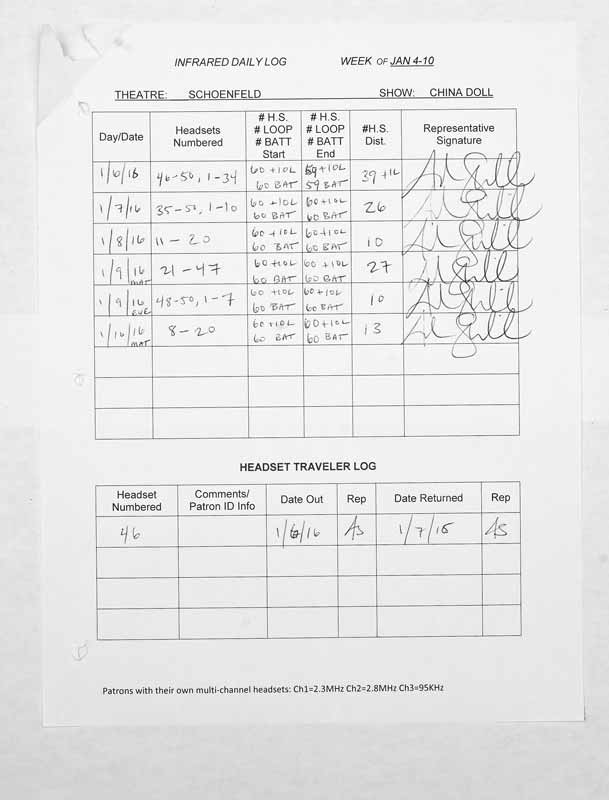 INFRARED DAILY LOG WEEK OF JAN 4-10
THEATRE: SCHOENFELD SHOW: CHINA DOLL
Day/Date Headsets Numbered # H.S. # LOOP # BATT Start # H.S. # LOOP # BATT End #H.S. Dist. Representative Signature
1/6/16 46-50, 1-34 60+10L 60 BAT 59+10L 59 BAT 39+1L
1/7/16 35-50, 1-10 60+10L 60 BAT 60+10L 60 BAT 26
1/8/16 11-20 60+10L 60 BAT 60+10L 60 BAT 10
1/9/16 MAT 21-47 60+10L 60 BAT 60+10L 60 BAT 27
1/9/16 EVE 48-50, 1-7 60+10L 60 BAT 60+10L 60 BAT 10
1/10/16 MAT 8-20 60+10L 60 BAT 60+10L 60 BAT 13
HEADSET TRAVELER LOG
Headset Numbered Comments/ Patron ID Info Date Out Rep Date Returned Rep
46 1/6/16 AS 1/7/16 AS
Patrons with their own multi-channel headsets: Ch1=2.3MHz Ch2=2.8MHz Ch3=95KHz